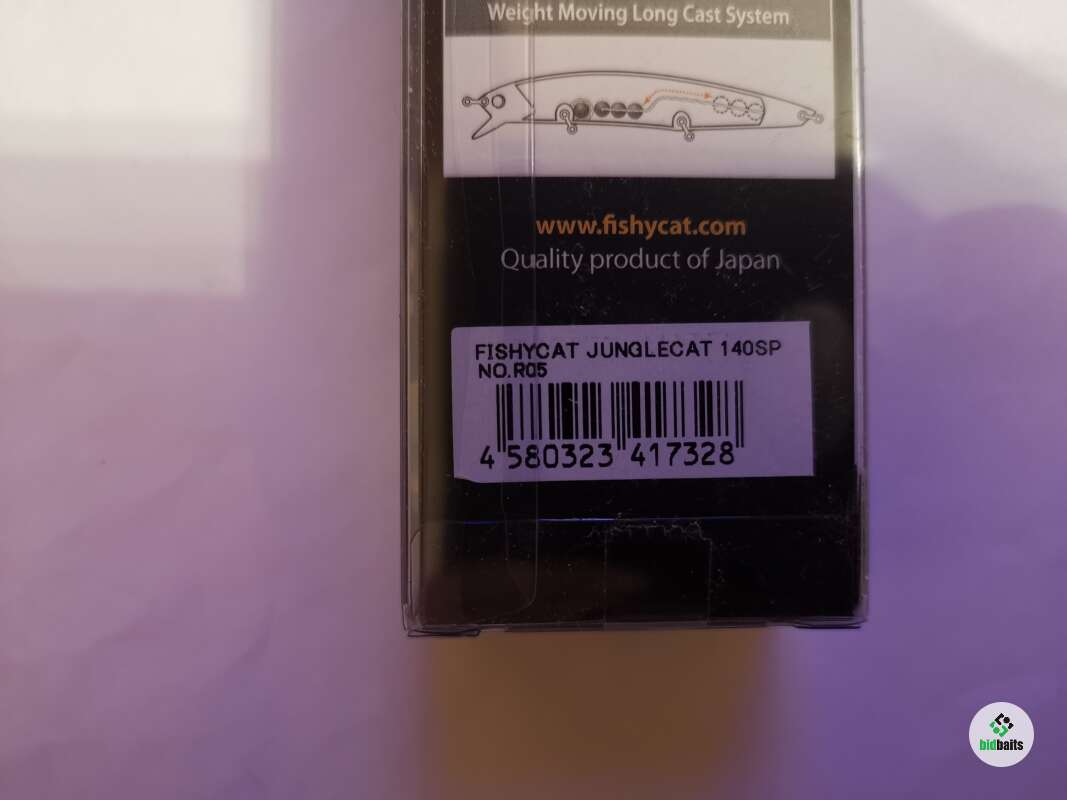 Weight Moving Long Cast System
www.fishycat.com
Quality product of Japan
FISHYCAT JUNGLECAT 140SP
NO.R05
4 580323 417328
bidbaits